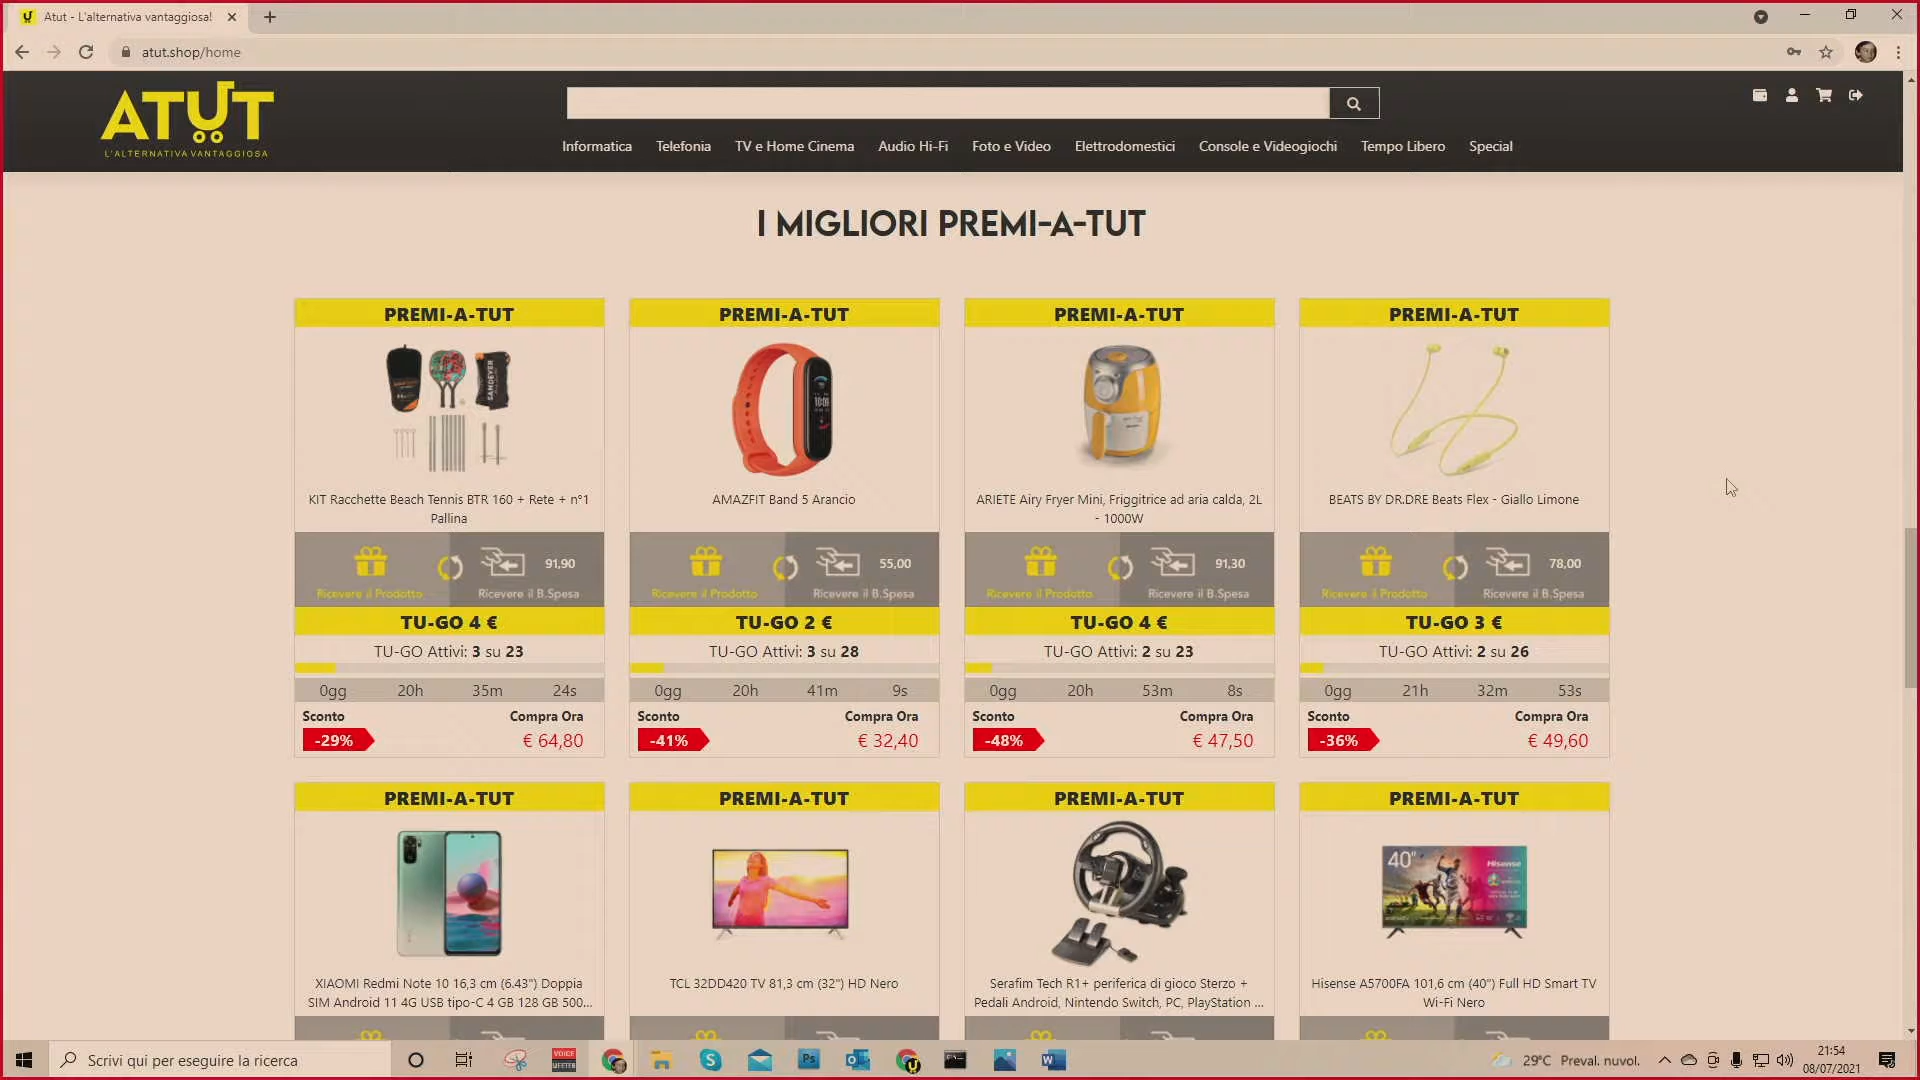 Atut - L'alternativa vantaggiosa!
atut.shop/home
ATUT
L'ALTERNATIVA VANTAGGIOSA
Informatica Telefonia TV e Home Cinema Audio Hi-Fi Foto e Video Elettrodomestici Console e Videogiochi Tempo Libero Special
I MIGLIORI PREMI-A-TUT
PREMI-A-TUT PREMI-A-TUT PREMI-A-TUT PREMI-A-TUT
KIT Racchette Beach Tennis BTR 160 + Rete + n°1
Pallina
AMAZFIT Band 5 Arancio
ARIETE Airy Fryer Mini, Friggitrice ad aria calda, 2L
- 1000W
BEATS BY DR.DRE Beats Flex - Giallo Limone
91,90 55,00 91,30 78,00
Ricevere il Prodotto Ricevere il B.Spesa Ricevere il Prodotto Ricevere il B.Spesa Ricevere il Prodotto Ricevere il B.Spesa Ricevere il Prodotto Ricevere il B.Spesa
TU-GO 4 € TU-GO 2 € TU-GO 4 € TU-GO 3 €
TU-GO Attivi: 3 su 23 TU-GO Attivi: 3 su 28 TU-GO Attivi: 2 su 23 TU-GO Attivi: 2 su 26
0gg 20h 35m 24s 0gg 20h 41m 9s 0gg 20h 53m 8s 0gg 21h 32m 53s
Sconto Compra Ora Sconto Compra Ora Sconto Compra Ora Sconto Compra Ora
-29% € 64,80 -41% € 32,40 -48% € 47,50 -36% € 49,60
PREMI-A-TUT PREMI-A-TUT PREMI-A-TUT PREMI-A-TUT
40" Hisense
XIAOMI Redmi Note 10 16,3 cm (6.43") Doppia
SIM Android 11 4G USB tipo-C 4 GB 128 GB 500...
TCL 32DD420 TV 81,3 cm (32") HD Nero
Serafim Tech R1+ periferica di gioco Sterzo +
Pedali Android, Nintendo Switch, PC, PlayStation ...
Hisense A5700FA 101,6 cm (40") Full HD Smart TV
Wi-Fi Nero
Scrivi qui per eseguire la ricerca
VOICE
29°C Preval. nuvol.
21:54
08/07/2021